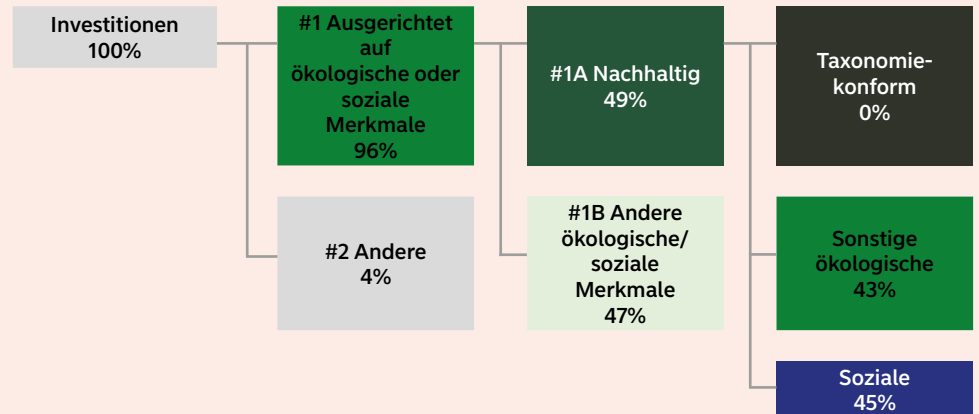 Investitionen
100%
#1 Ausgerichtet
auf
ökologische oder
soziale
Merkmale
96%
#1A Nachhaltig
49%
Taxonomie-
konform
0%
#2 Andere
4%
#1B Andere
ökologische/
soziale
Merkmale
47%
Sonstige
ökologische
43%
Soziale
45%